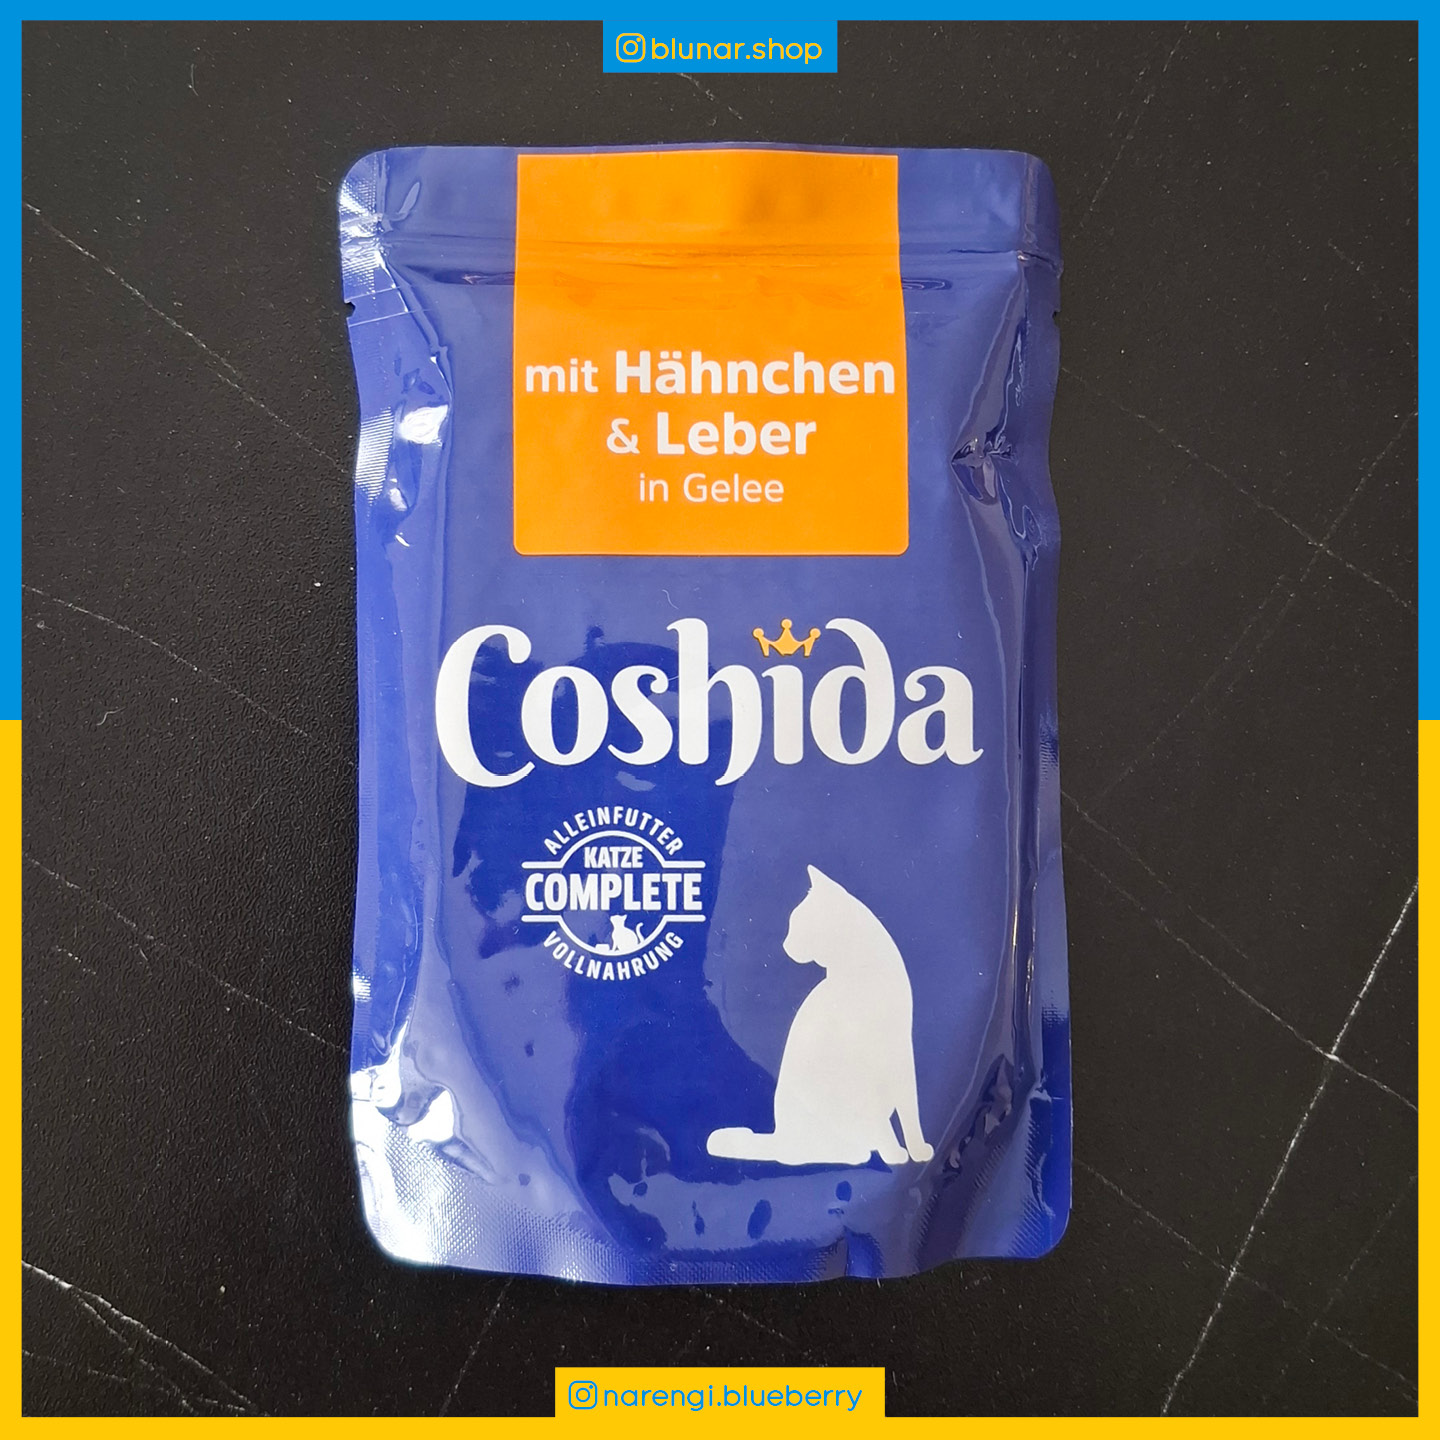 blunar.shop
mit Hähnchen
& Leber
in Gelee
Coshida
ALLEINFUTTER
KATZE
COMPLETE
VOLLNAHRUNG
narengi.blueberry